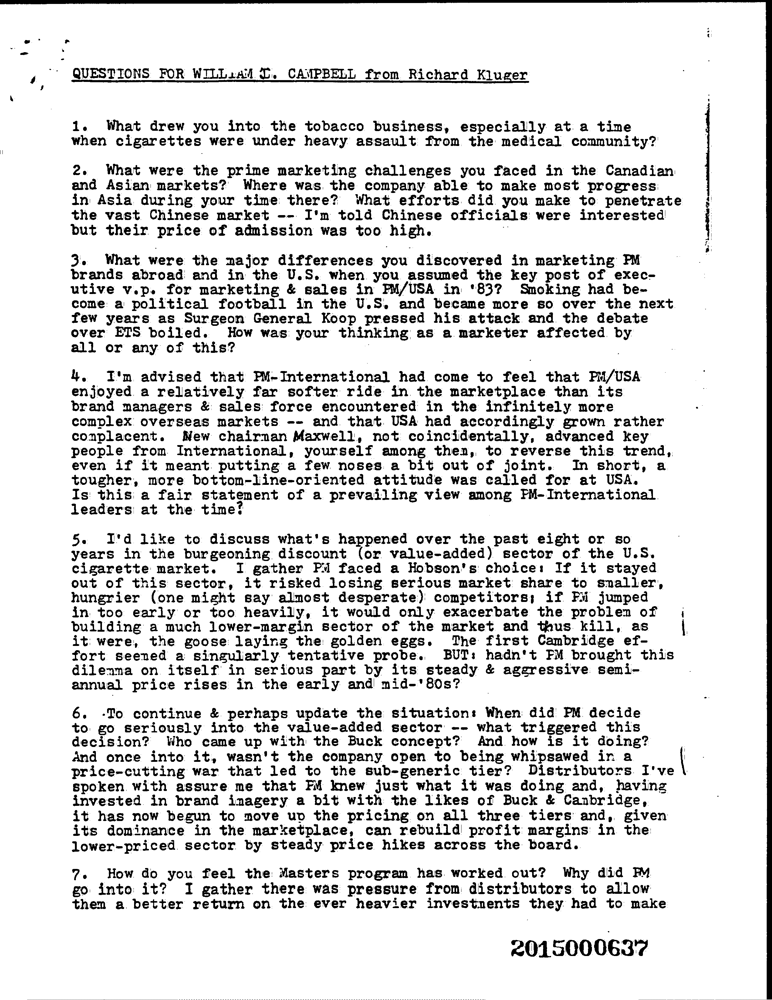 QUESTIONS FOR WILLIAM I. CAMPBELL from Richard Kluger
1. What drew you into the tobacco business, especially at a time
when cigarettes were under heavy assault from the medical community?
2. What were the prime marketing challenges you faced in the Canadian
and Asian markets? Where was the company able to make most progress
in Asia during your time there? What efforts did you make to penetrate
the vast Chinese market -- I'm told Chinese officials were interested
but their price of admission was too high.
3. What were the major differences you discovered in marketing PM
brands abroad and in the U.S. when you assumed the key post of exec-
utive v.p. for marketing & sales in PM/USA in '83? Smoking had be-
come a political football in the U.S. and became more so over the next
few years as Surgeon General Koop pressed his attack and the debate
over ETS boiled. How was your thinking as a marketer affected by
all or any of this?
4. I'm advised that PM-International had come to feel that PM/USA
enjoyed a relatively far softer ride in the marketplace than its
brand managers & sales force encountered in the infinitely more
complex overseas markets -- and that USA had accordingly grown rather
complacent. New chairman Maxwell, not coincidentally, advanced key
people from International, yourself among them, to reverse this trend,
even if it meant putting a few noses a bit out of joint. In short, a
tougher, more bottom-line-oriented attitude was called for at USA.
Is this a fair statement of a prevailing view among PM-International
leaders at the time?
5. I'd like to discuss what's happened over the past eight or so
years in the burgeoning discount (or value-added) sector of the U.S.
cigarette market. I gather PM faced a Hobson's choice: If it stayed
out of this sector, it risked losing serious market share to smaller,
hungrier (one might say almost desperate) competitors; if PM jumped
in too early or too heavily, it would only exacerbate the problem of
building a much lower-margin sector of the market and thus kill, as
it were, the goose laying the golden eggs. The first Cambridge ef-
fort seemed a singularly tentative probe. BUT: hadn't PM brought this
dilemma on itself in serious part by its steady & aggressive semi-
annual price rises in the early and mid-'80s?
6. To continue & perhaps update the situation: When did PM decide
to go seriously into the value-added sector -- what triggered this
decision? Who came up with the Buck concept? And how is it doing?
And once into it, wasn't the company open to being whipsawed in a
price-cutting war that led to the sub-generic tier? Distributors I've
spoken with assure me that PM knew just what it was doing and, having
invested in brand imagery a bit with the likes of Buck & Cambridge,
it has now begun to move up the pricing on all three tiers and, given
its dominance in the marketplace, can rebuild profit margins in the
lower-priced sector by steady price hikes across the board.
7. How do you feel the Masters program has worked out? Why did PM
go into it? I gather there was pressure from distributors to allow
them a better return on the ever heavier investments they had to make
2015000637